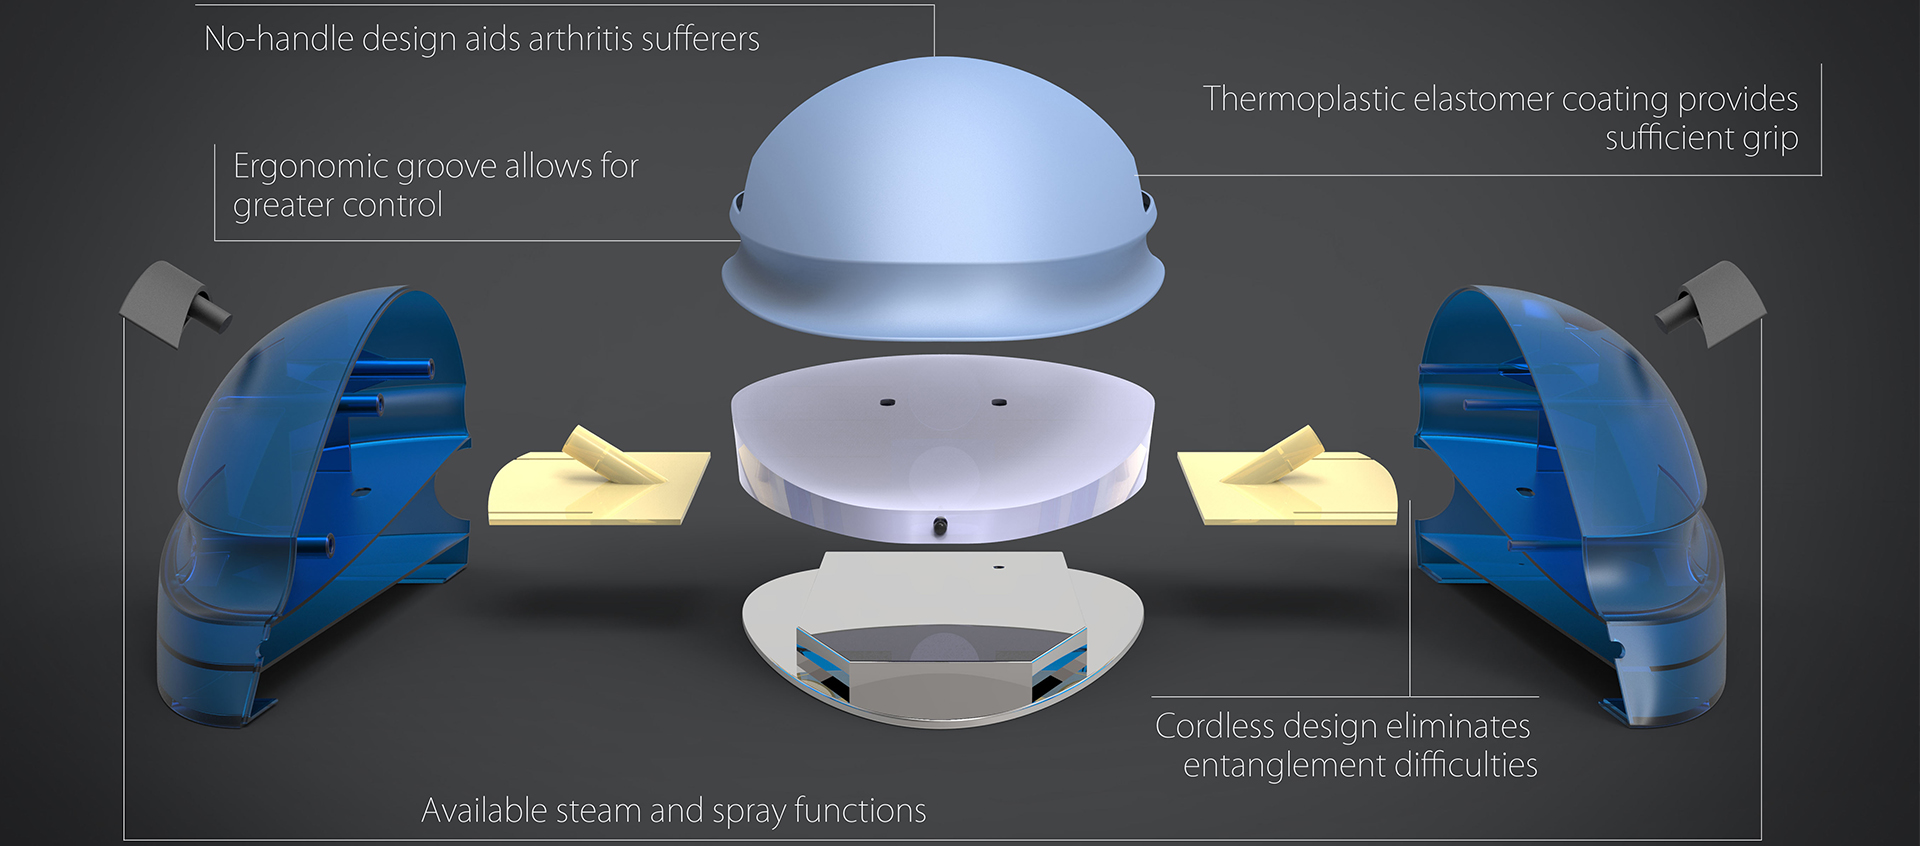 No-handle design aids arthritis sufferers
Thermoplastic elastomer coating provides
sufficient grip
Ergonomic groove allows for
greater control
Cordless design eliminates
entanglement difficulties
Available steam and spray functions